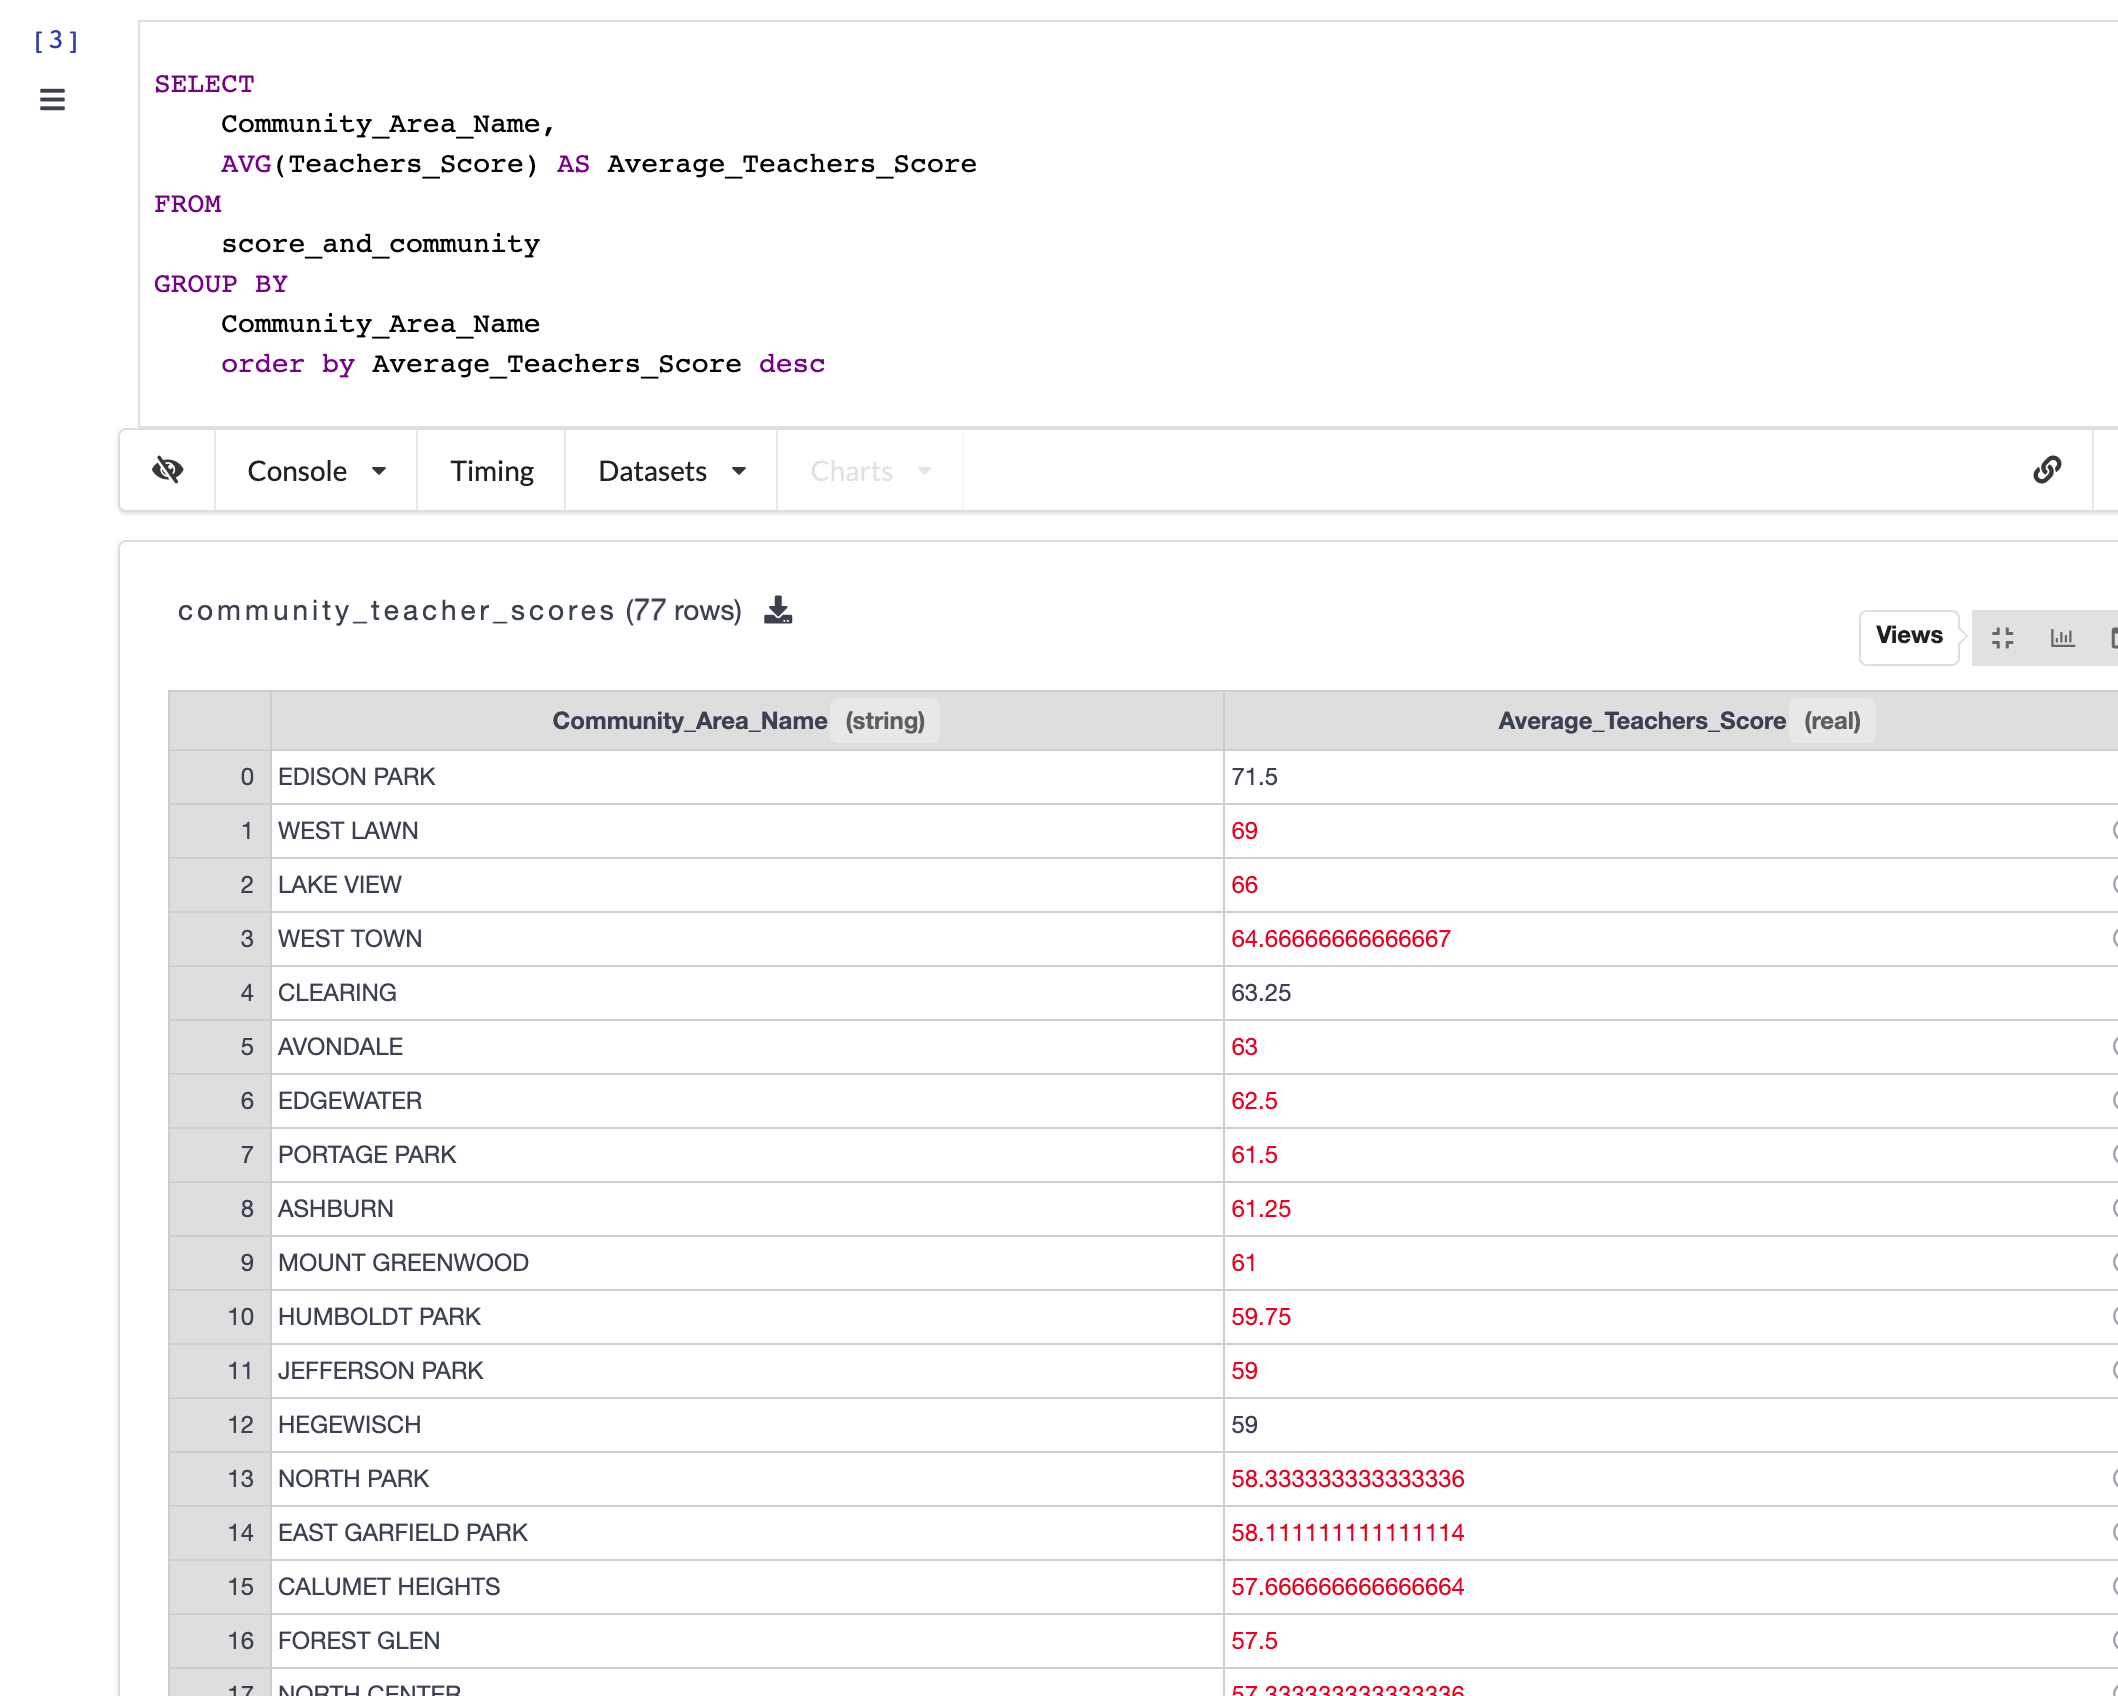 [3]
SELECT
Community_Area_Name,
AVG(Teachers_Score) AS Average_Teachers_Score
FROM
score_and_community
GROUP BY
Community_Area_Name
order by Average_Teachers_Score desc
Console Timing Datasets Charts
community_teacher_scores (77 rows)
Views
Community_Area_Name (string) Average_Teachers_Score (real)
0 EDISON PARK 71.5
1 WEST LAWN 69
2 LAKE VIEW 66
3 WEST TOWN 64.66666666666667
4 CLEARING 63.25
5 AVONDALE 63
6 EDGEWATER 62.5
7 PORTAGE PARK 61.5
8 ASHBURN 61.25
9 MOUNT GREENWOOD 61
10 HUMBOLDT PARK 59.75
11 JEFFERSON PARK 59
12 HEGEWISCH 59
13 NORTH PARK 58.333333333333336
14 EAST GARFIELD PARK 58.111111111111114
15 CALUMET HEIGHTS 57.666666666666664
16 FOREST GLEN 57.5
17 NORTH CENTER 57.333333333333336